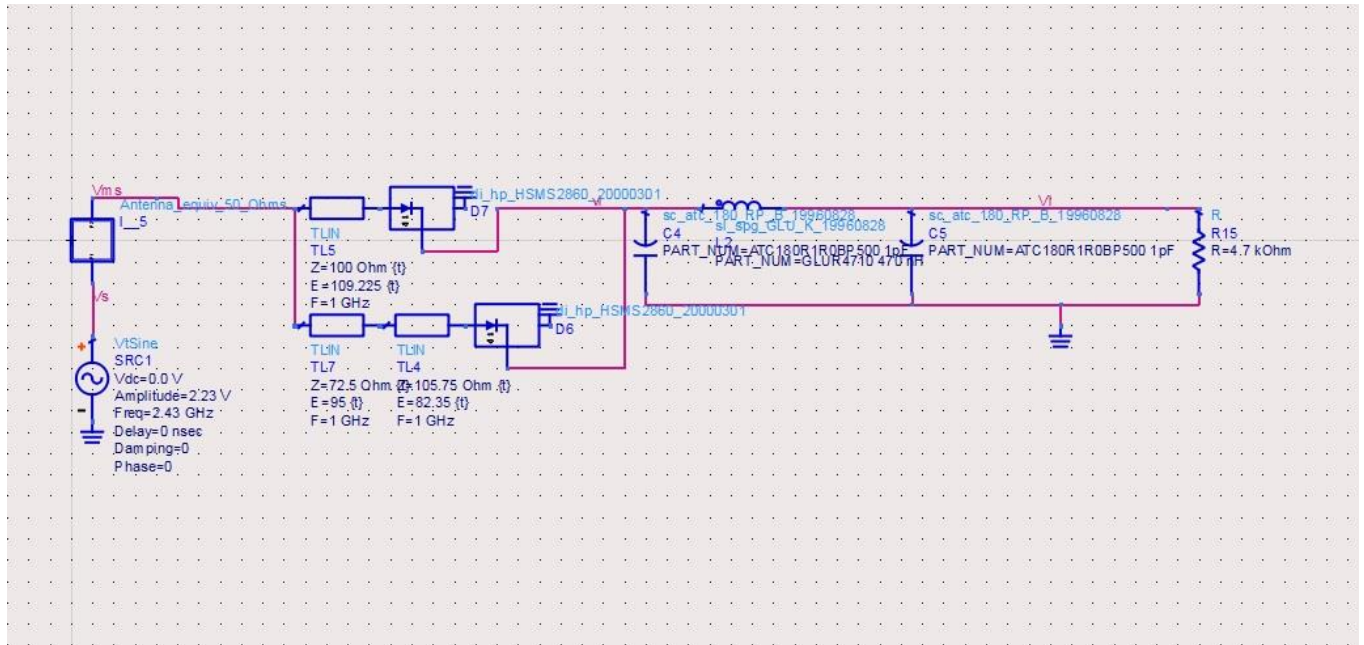 Vms
Antenna_equiv_50_Ohms
I__5
Vs
VtSine
SRC1
Vdc=0.0 V
Amplitude=2.23 V
Freq=2.43 GHz
Delay=0 nsec
Damping=0
Phase=0
TLIN
TL5
Z=100 Ohm {t}
E=109.225 {t}
F=1 GHz
di_hp_HSMS2860_20000301
D7
TLIN
TL7
Z=72.5 Ohm {t}
E=95 {t}
F=1 GHz
TLIN
TL4
Z=105.75 Ohm {t}
E=82.35 {t}
F=1 GHz
di_hp_HSMS2860_20000301
D6
sc_atc_180_RP_B_19960828
C4
PART_NUM=ATC180R1R0BP500 1pF
sl_spg_GLU_K_19960828
L2
PART_NUM=GLUR4710 470 nH
sc_atc_180_RP_B_19960828
C5
PART_NUM=ATC180R1R0BP500 1pF
R
R15
R=4.7 kOhm